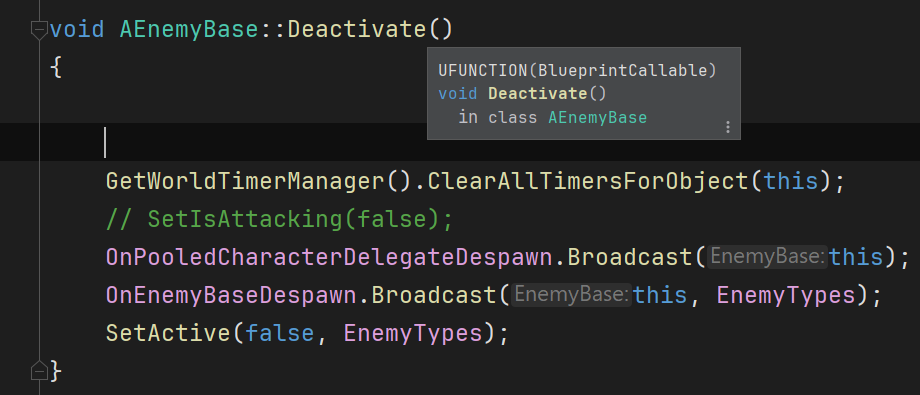 void AEnemyBase::Deactivate()
{
UFUNCTION(BlueprintCallable)
void Deactivate()
in class AEnemyBase
GetWorldTimerManager().ClearAllTimersForObject(this);
// SetIsAttacking(false);
OnPooledCharacterDelegateDespawn.Broadcast(EnemyBase:this);
OnEnemyBaseDespawn.Broadcast(EnemyBase:this, EnemyTypes);
SetActive(false, EnemyTypes);
}